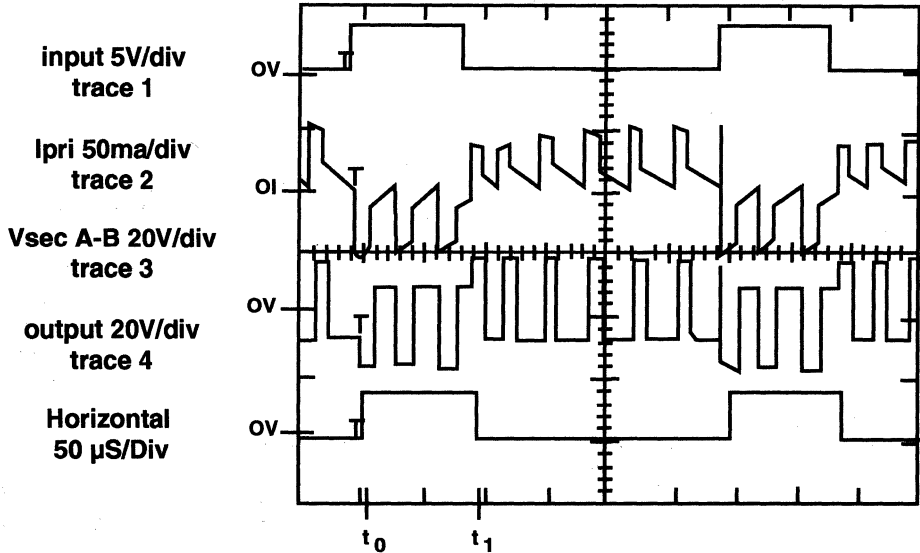 input 5V/div
trace 1
OV
T
Ipri 50ma/div
trace 2
T
OI
Vsec A-B 20V/div
trace 3
OV
T
output 20V/div
trace 4
Horizontal
50 µS/Div
OV
T
t0
t1